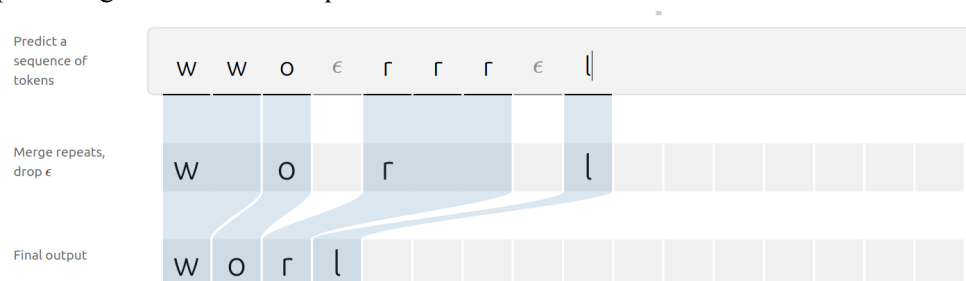 Predict a
sequence of
tokens
w w o ϵ r r r ϵ l
Merge repeats,
drop ϵ
w o r l
Final output
w o r l